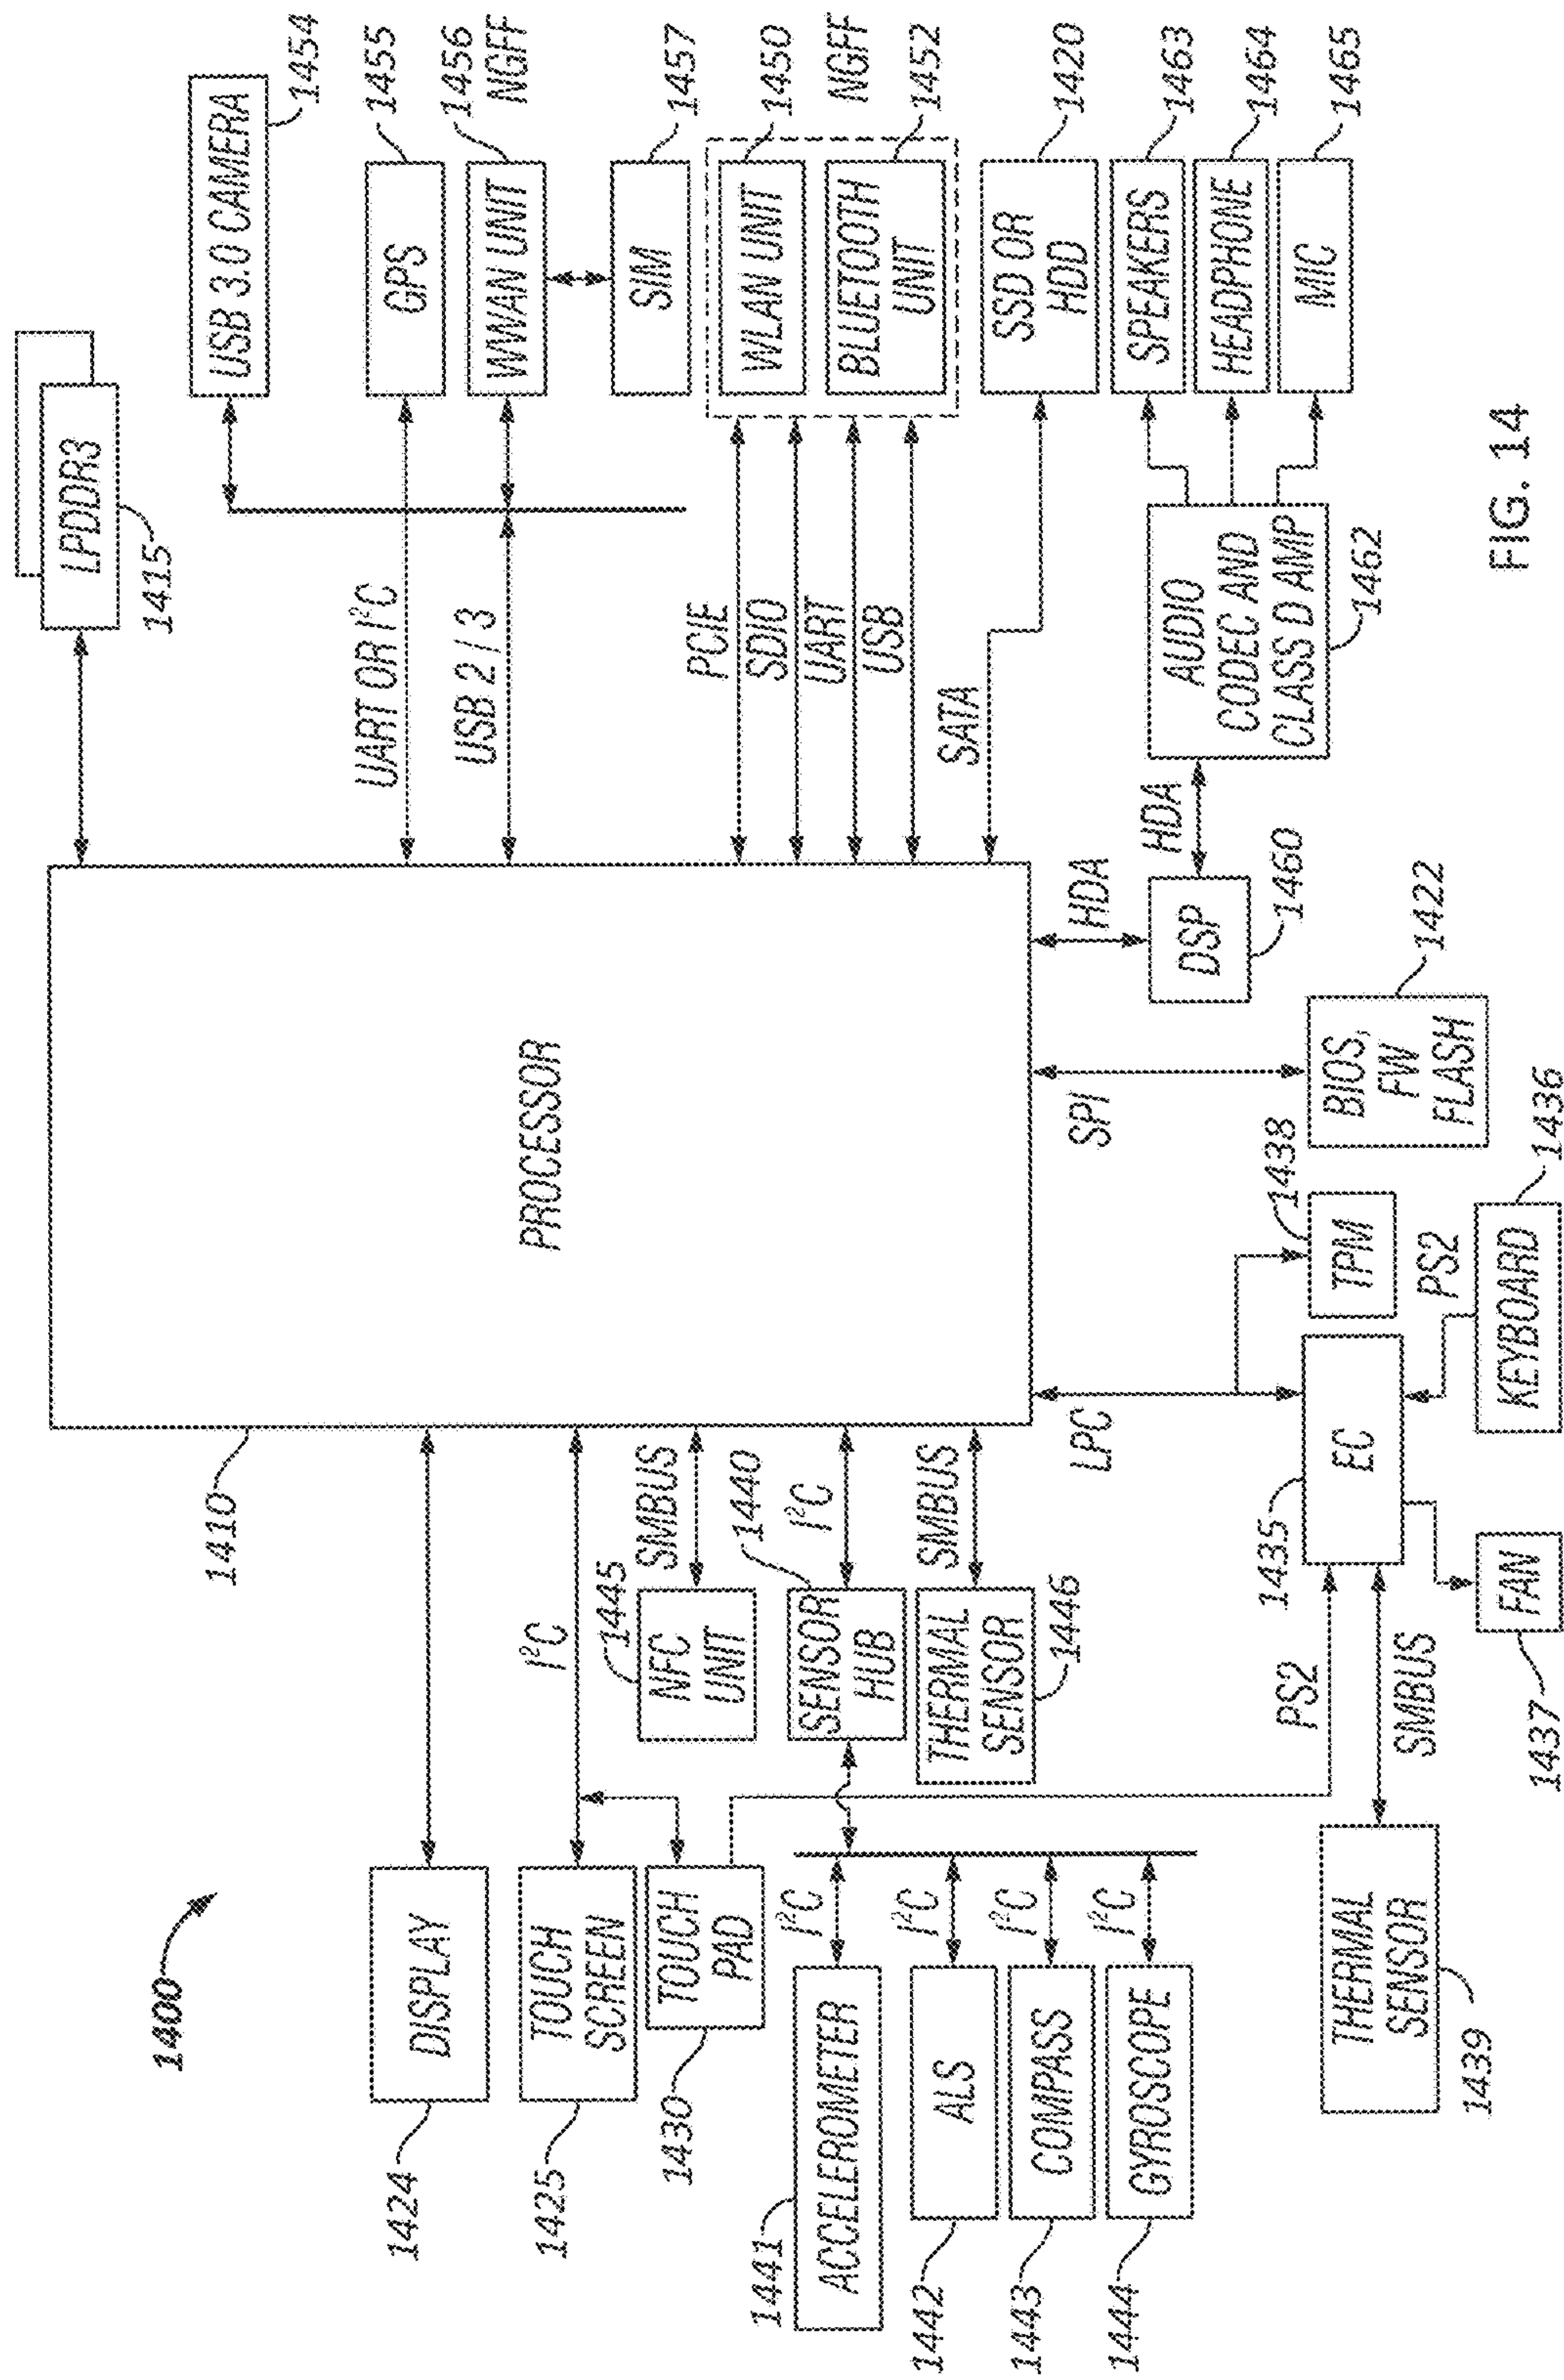 1400
1410
PROCESSOR
LPDDR3
1415
USB 3.0 CAMERA
1454
DISPLAY
1424
UART OR I²C
GPS
1455
USB 2 / 3
WWAN UNIT
1456
NGFF
SIM
1457
I²C
TOUCH
SCREEN
1425
TOUCH
PAD
1430
SMBUS
NFC
UNIT
1445
PCIE
SDIO
UART
USB
WLAN UNIT
1450
NGFF
BLUETOOTH
UNIT
1452
I²C
SENSOR
HUB
1440
SMBUS
THERMAL
SENSOR
1446
SATA
SSD OR
HDD
1420
I²C
ACCELEROMETER
1441
I²C
ALS
1442
I²C
COMPASS
1443
I²C
GYROSCOPE
1444
LPC
SPI
HDA
DSP
1460
HDA
AUDIO
CODEC AND
CLASS D AMP
1462
SPEAKERS
1463
HEADPHONE
1464
MIC
1465
PS2
SMBUS
THERMAL
SENSOR
1439
EC
1435
TPM
1438
BIOS,
FW
FLASH
1422
PS2
KEYBOARD
1436
FAN
1437
FIG. 14